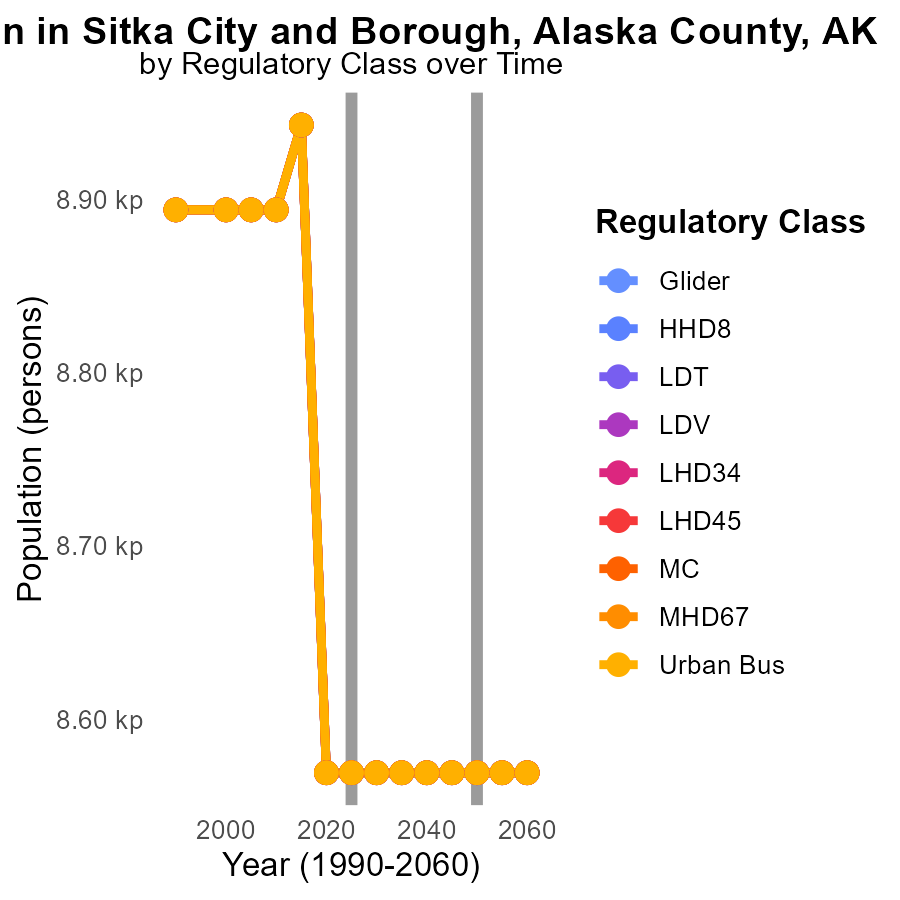 n in Sitka City and Borough, Alaska County, AK
by Regulatory Class over Time
8.90 kp
8.80 kp
8.70 kp
8.60 kp
Population (persons)
2000 2020 2040 2060
Year (1990-2060)
Regulatory Class
Glider
HHD8
LDT
LDV
LHD34
LHD45
MC
MHD67
Urban Bus